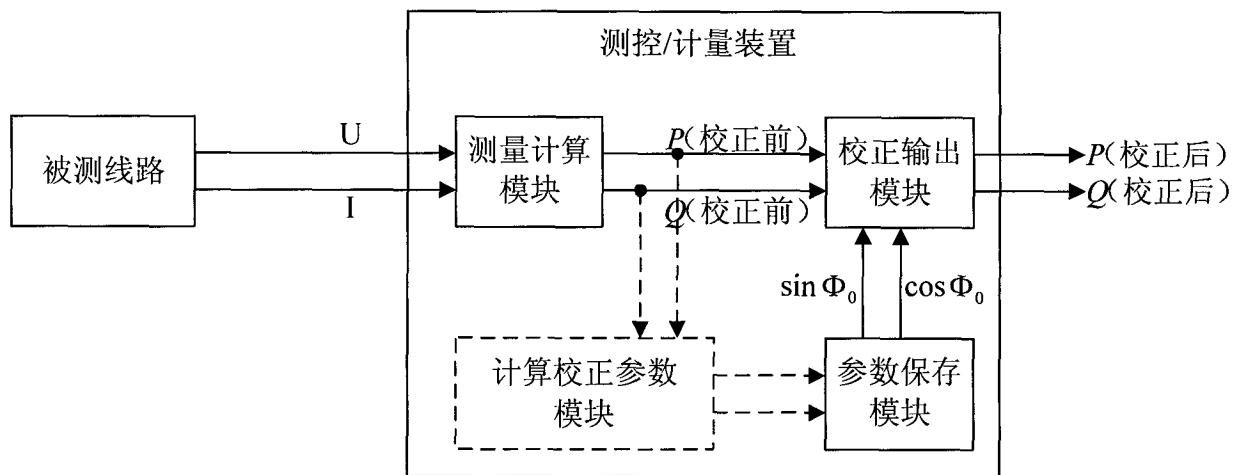 测控/计量装置
被测线路
U
I
测量计算
模块
P(校正前)
Q(校正前)
校正输出
模块
P(校正后)
Q(校正后)
sin Φ₀
cos Φ₀
计算校正参数
模块
参数保存
模块